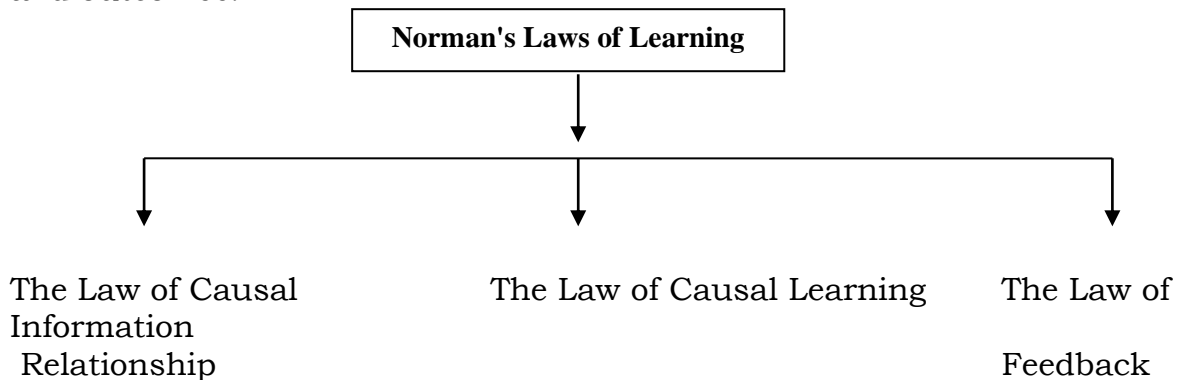 Norman's Laws of Learning
The Law of Causal The Law of Causal Learning The Law of
Information
Relationship Feedback